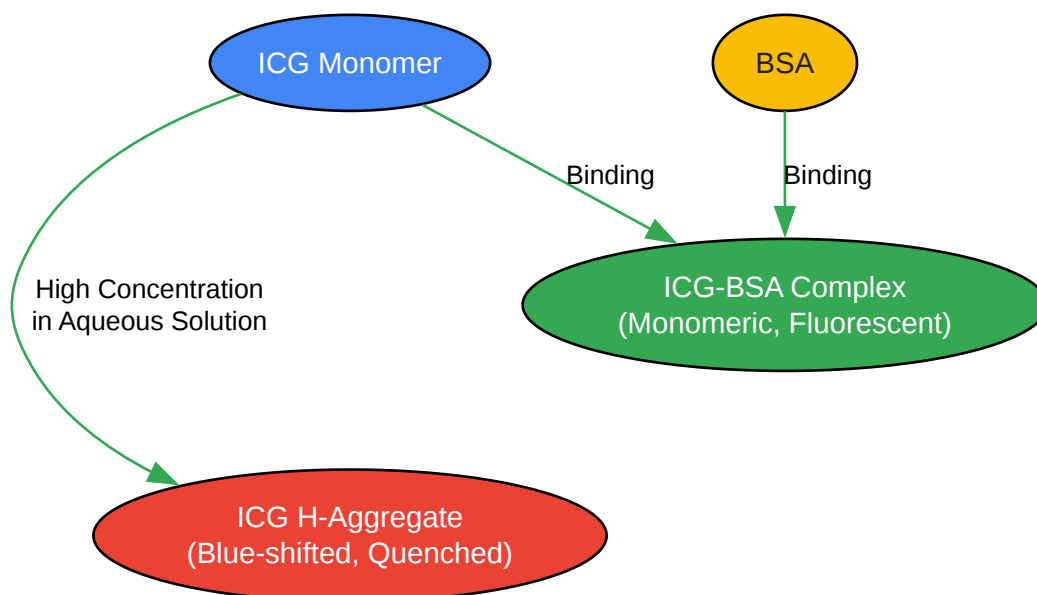 ICG Monomer
BSA
Binding
Binding
ICG-BSA Complex
(Monomeric, Fluorescent)
High Concentration
in Aqueous Solution
ICG H-Aggregate
(Blue-shifted, Quenched)